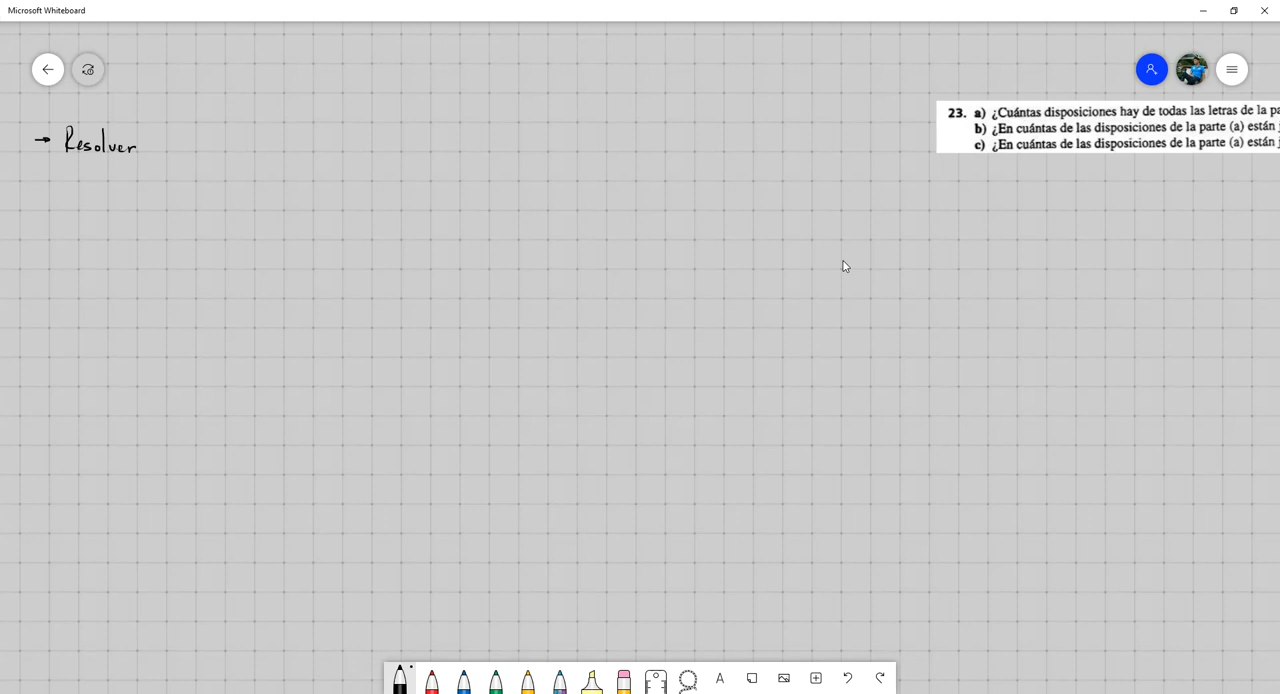 Microsoft Whiteboard
→ Resolver
23. a) ¿Cuántas disposiciones hay de todas las letras de la pa
b) ¿En cuántas de las disposiciones de la parte (a) están j
c) ¿En cuántas de las disposiciones de la parte (a) están j
A